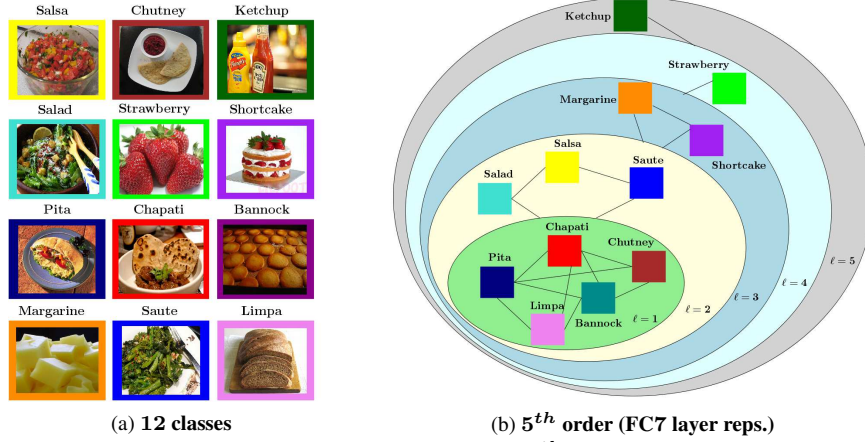 Salsa Chutney Ketchup
Salad Strawberry Shortcake
Pita Chapati Bannock
Margarine Saute Limpa
(a) 12 classes
Ketchup
Strawberry
Margarine
Shortcake
Salsa
Saute
Salad
Chapati
Chutney
Pita
Limpa
Bannock
ℓ = 1
ℓ = 2
ℓ = 3
ℓ = 4
ℓ = 5
(b) 5th order (FC7 layer reps.)